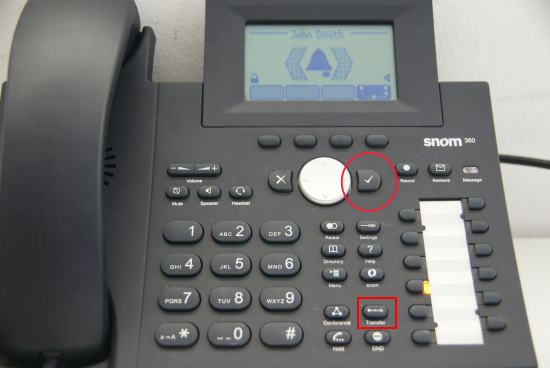 John Smith
snom 360
Volume
Record
Retrieve
Message
Mute
Speaker
Headset
1
ABC 2
DEF 3
Redial
Settings
GHI 4
JKL 5
MNO 6
Directory
? Help
Menu
snom
PQRS 7
TUV 8
WXYZ 9
Conference
Transfer
a→A *
0
#
Hold
DND